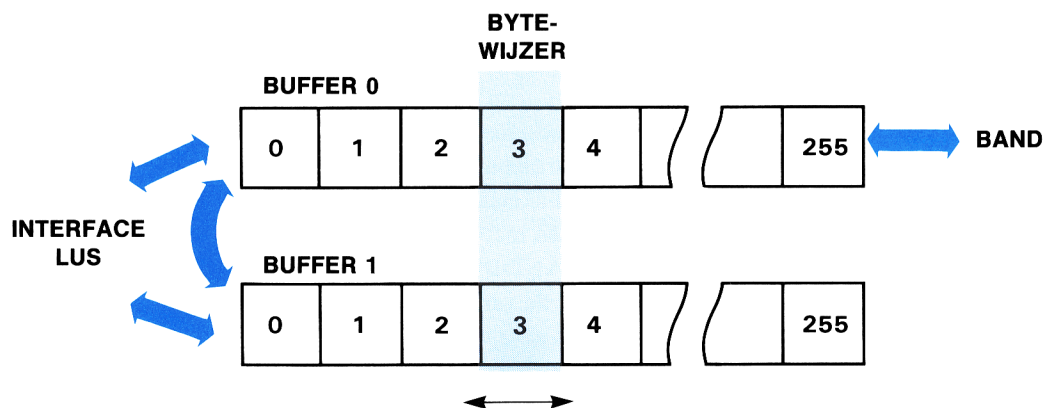 BYTE-
WIJZER
BUFFER 0
0 1 2 3 4 255
BAND
INTERFACE
LUS
BUFFER 1
0 1 2 3 4 255